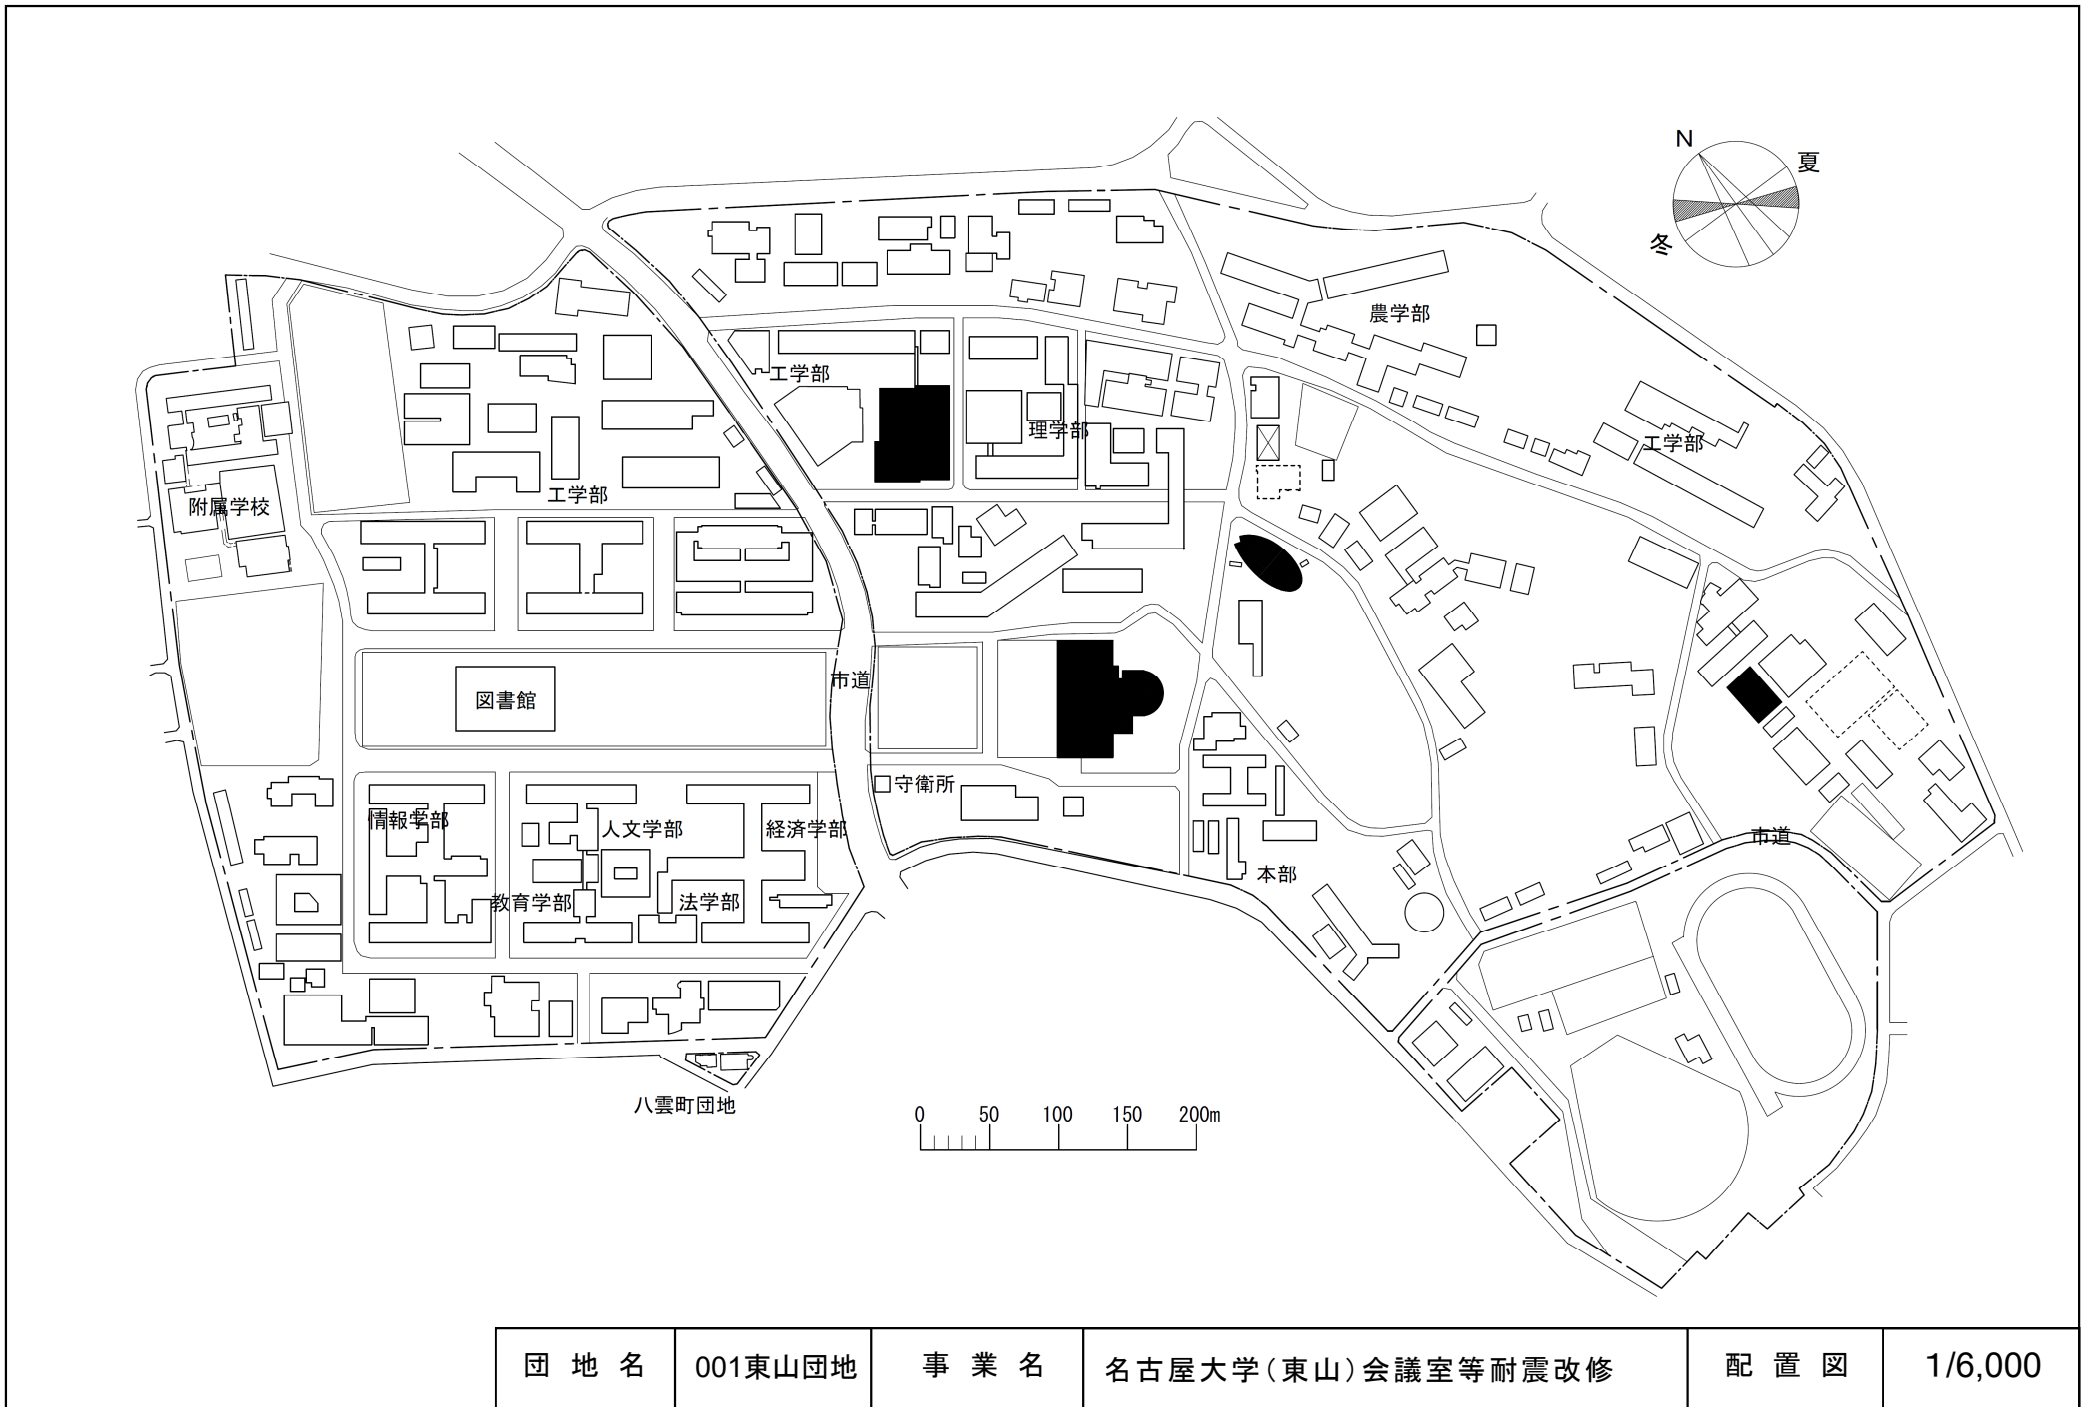 N
夏
冬
農学部
工学部
理学部
工学部
工学部
附属学校
図書館
市道
守衛所
情報学部
人文学部
経済学部
市道
本部
教育学部
法学部
八雲町団地
0 50 100 150 200m
団地名 001東山団地 事業名 名古屋大学(東山)会議室等耐震改修 配置図 1/6,000